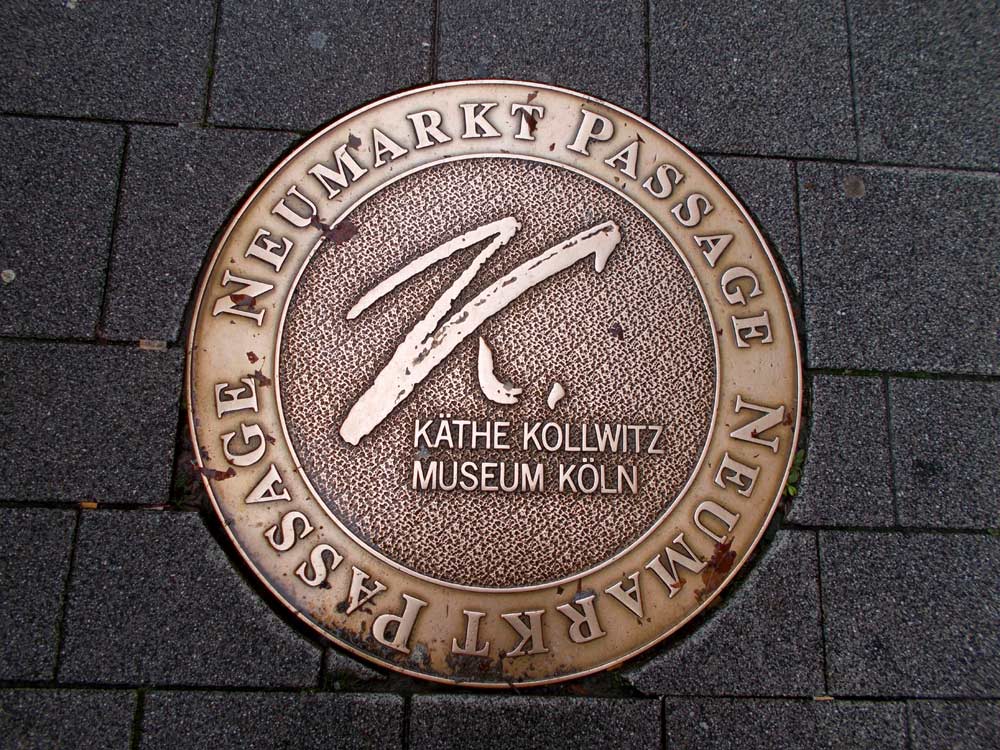 NEUMARKT PASSAGE
NEUMARKT PASSAGE
K.
KÄTHE KOLLWITZ
MUSEUM KÖLN